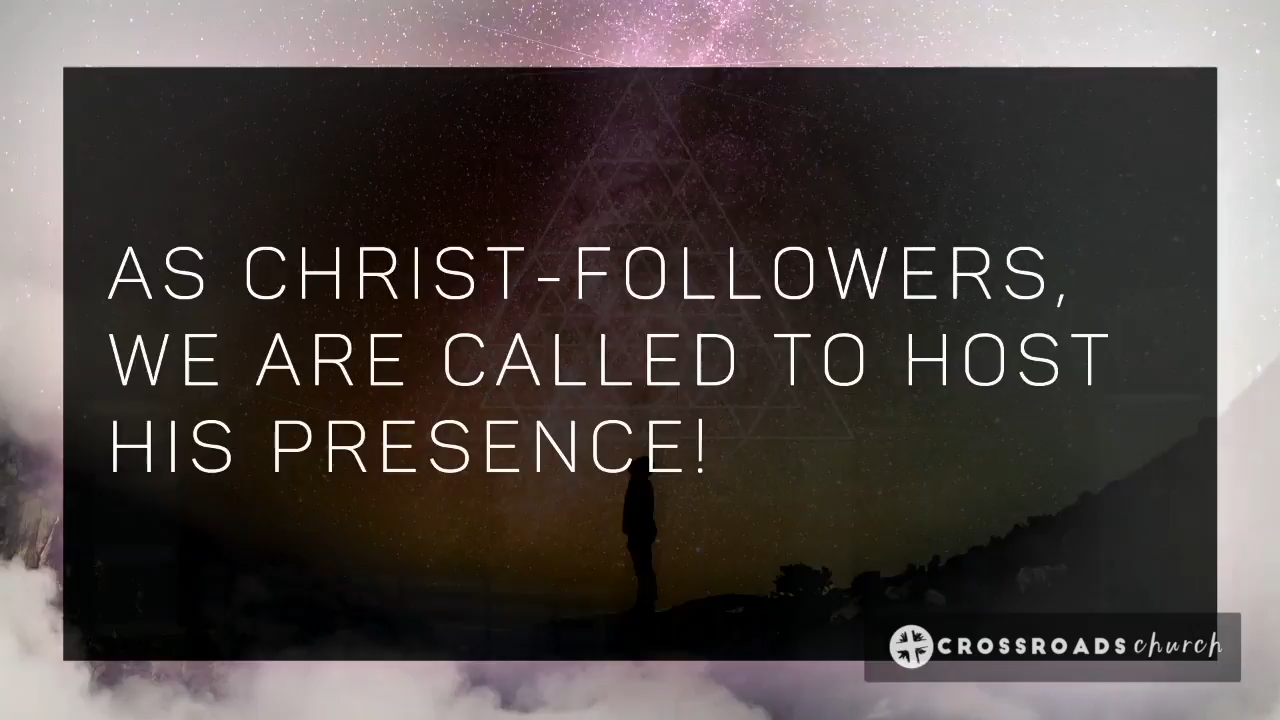 AS CHRIST-FOLLOWERS,
WE ARE CALLED TO HOST
HIS PRESENCE!
CROSSROADS church